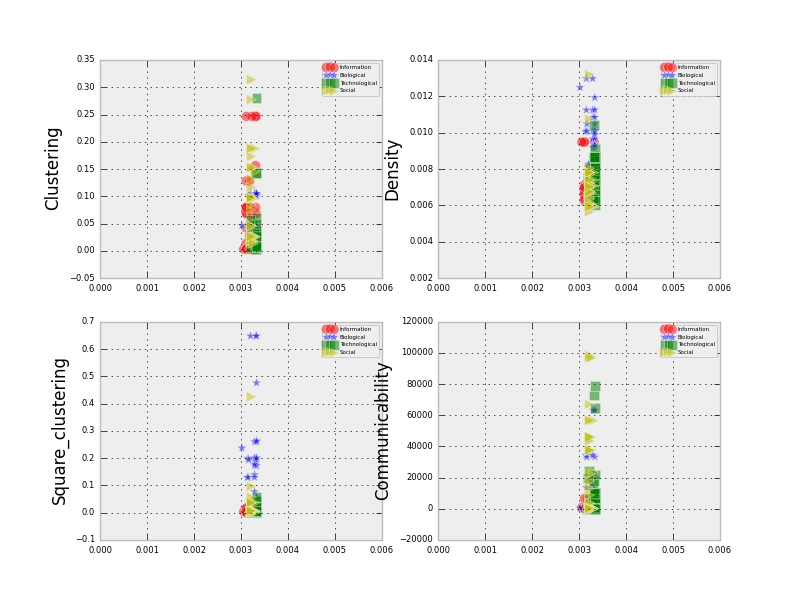 0.35
0.30
0.25
0.20
0.15
0.10
0.05
0.00
−0.05
Clustering
0.000 0.001 0.002 0.003 0.004 0.005 0.006
Information
Biological
Technological
Social
0.014
0.012
0.010
0.008
0.006
0.004
0.002
Density
0.000 0.001 0.002 0.003 0.004 0.005 0.006
Information
Biological
Technological
Social
0.7
0.6
0.5
0.4
0.3
0.2
0.1
0.0
−0.1
Square_clustering
0.000 0.001 0.002 0.003 0.004 0.005 0.006
Information
Biological
Technological
Social
120000
100000
80000
60000
40000
20000
0
−20000
Communicability
0.000 0.001 0.002 0.003 0.004 0.005 0.006
Information
Biological
Technological
Social